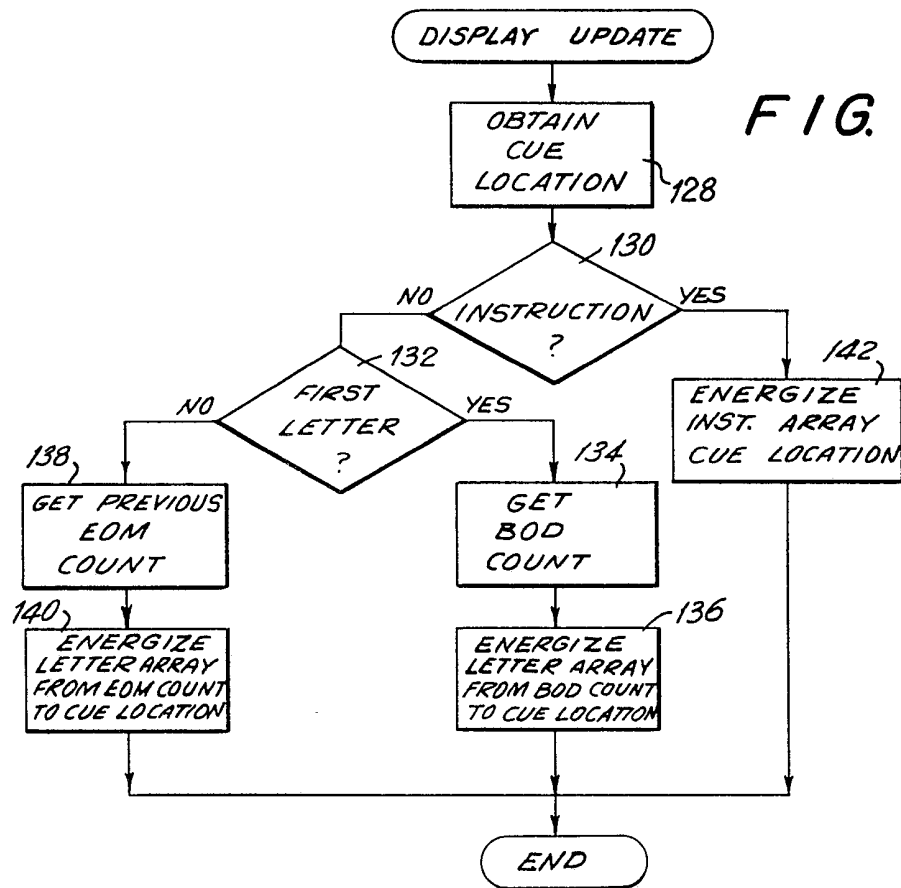 DISPLAY UPDATE
FIG.
OBTAIN
CUE
LOCATION
128
130
NO
INSTRUCTION
?
YES
132
142
NO
FIRST
LETTER
?
YES
ENERGIZE
INST. ARRAY
CUE LOCATION
138
134
GET PREVIOUS
EOM
COUNT
GET
BOD
COUNT
140
136
ENERGIZE
LETTER ARRAY
FROM EOM COUNT
TO CUE LOCATION
ENERGIZE
LETTER ARRAY
FROM BOD COUNT
TO CUE LOCATION
END